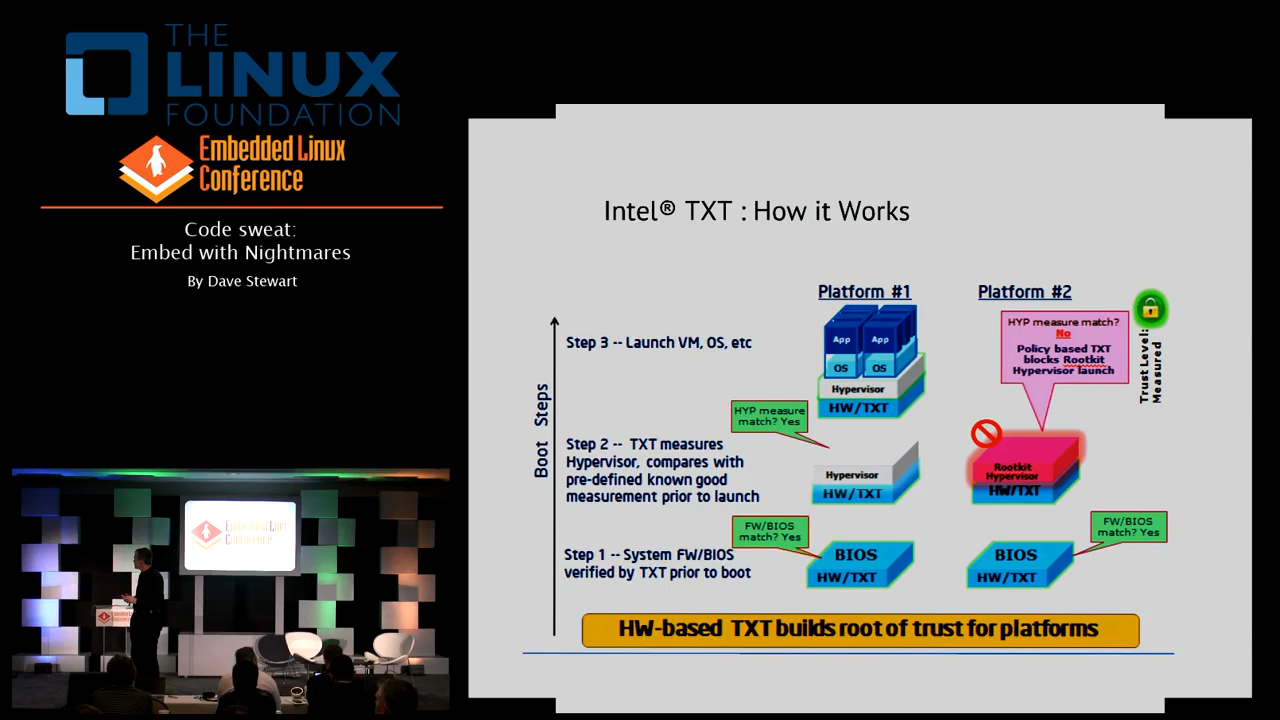 THE
LINUX
FOUNDATION
Embedded Linux
Conference
Code sweat:
Embed with Nightmares
By Dave Stewart
Intel® TXT : How it Works
Platform #1
Platform #2
Boot Steps
Step 3 -- Launch VM, OS, etc
App
App
OS
OS
Hypervisor
HW/TXT
HYP measure match?
No
Policy based TXT
blocks Rootkit
Hypervisor launch
Trust Level:
Measured
HYP measure
match? Yes
Step 2 -- TXT measures
Hypervisor, compares with
pre-defined known good
measurement prior to launch
Hypervisor
HW/TXT
Rootkit
Hypervisor
HW/TXT
Step 1 -- System FW/BIOS
verified by TXT prior to boot
FW/BIOS
match? Yes
BIOS
HW/TXT
BIOS
HW/TXT
FW/BIOS
match? Yes
HW-based TXT builds root of trust for platforms
Embedded Linux
Conference